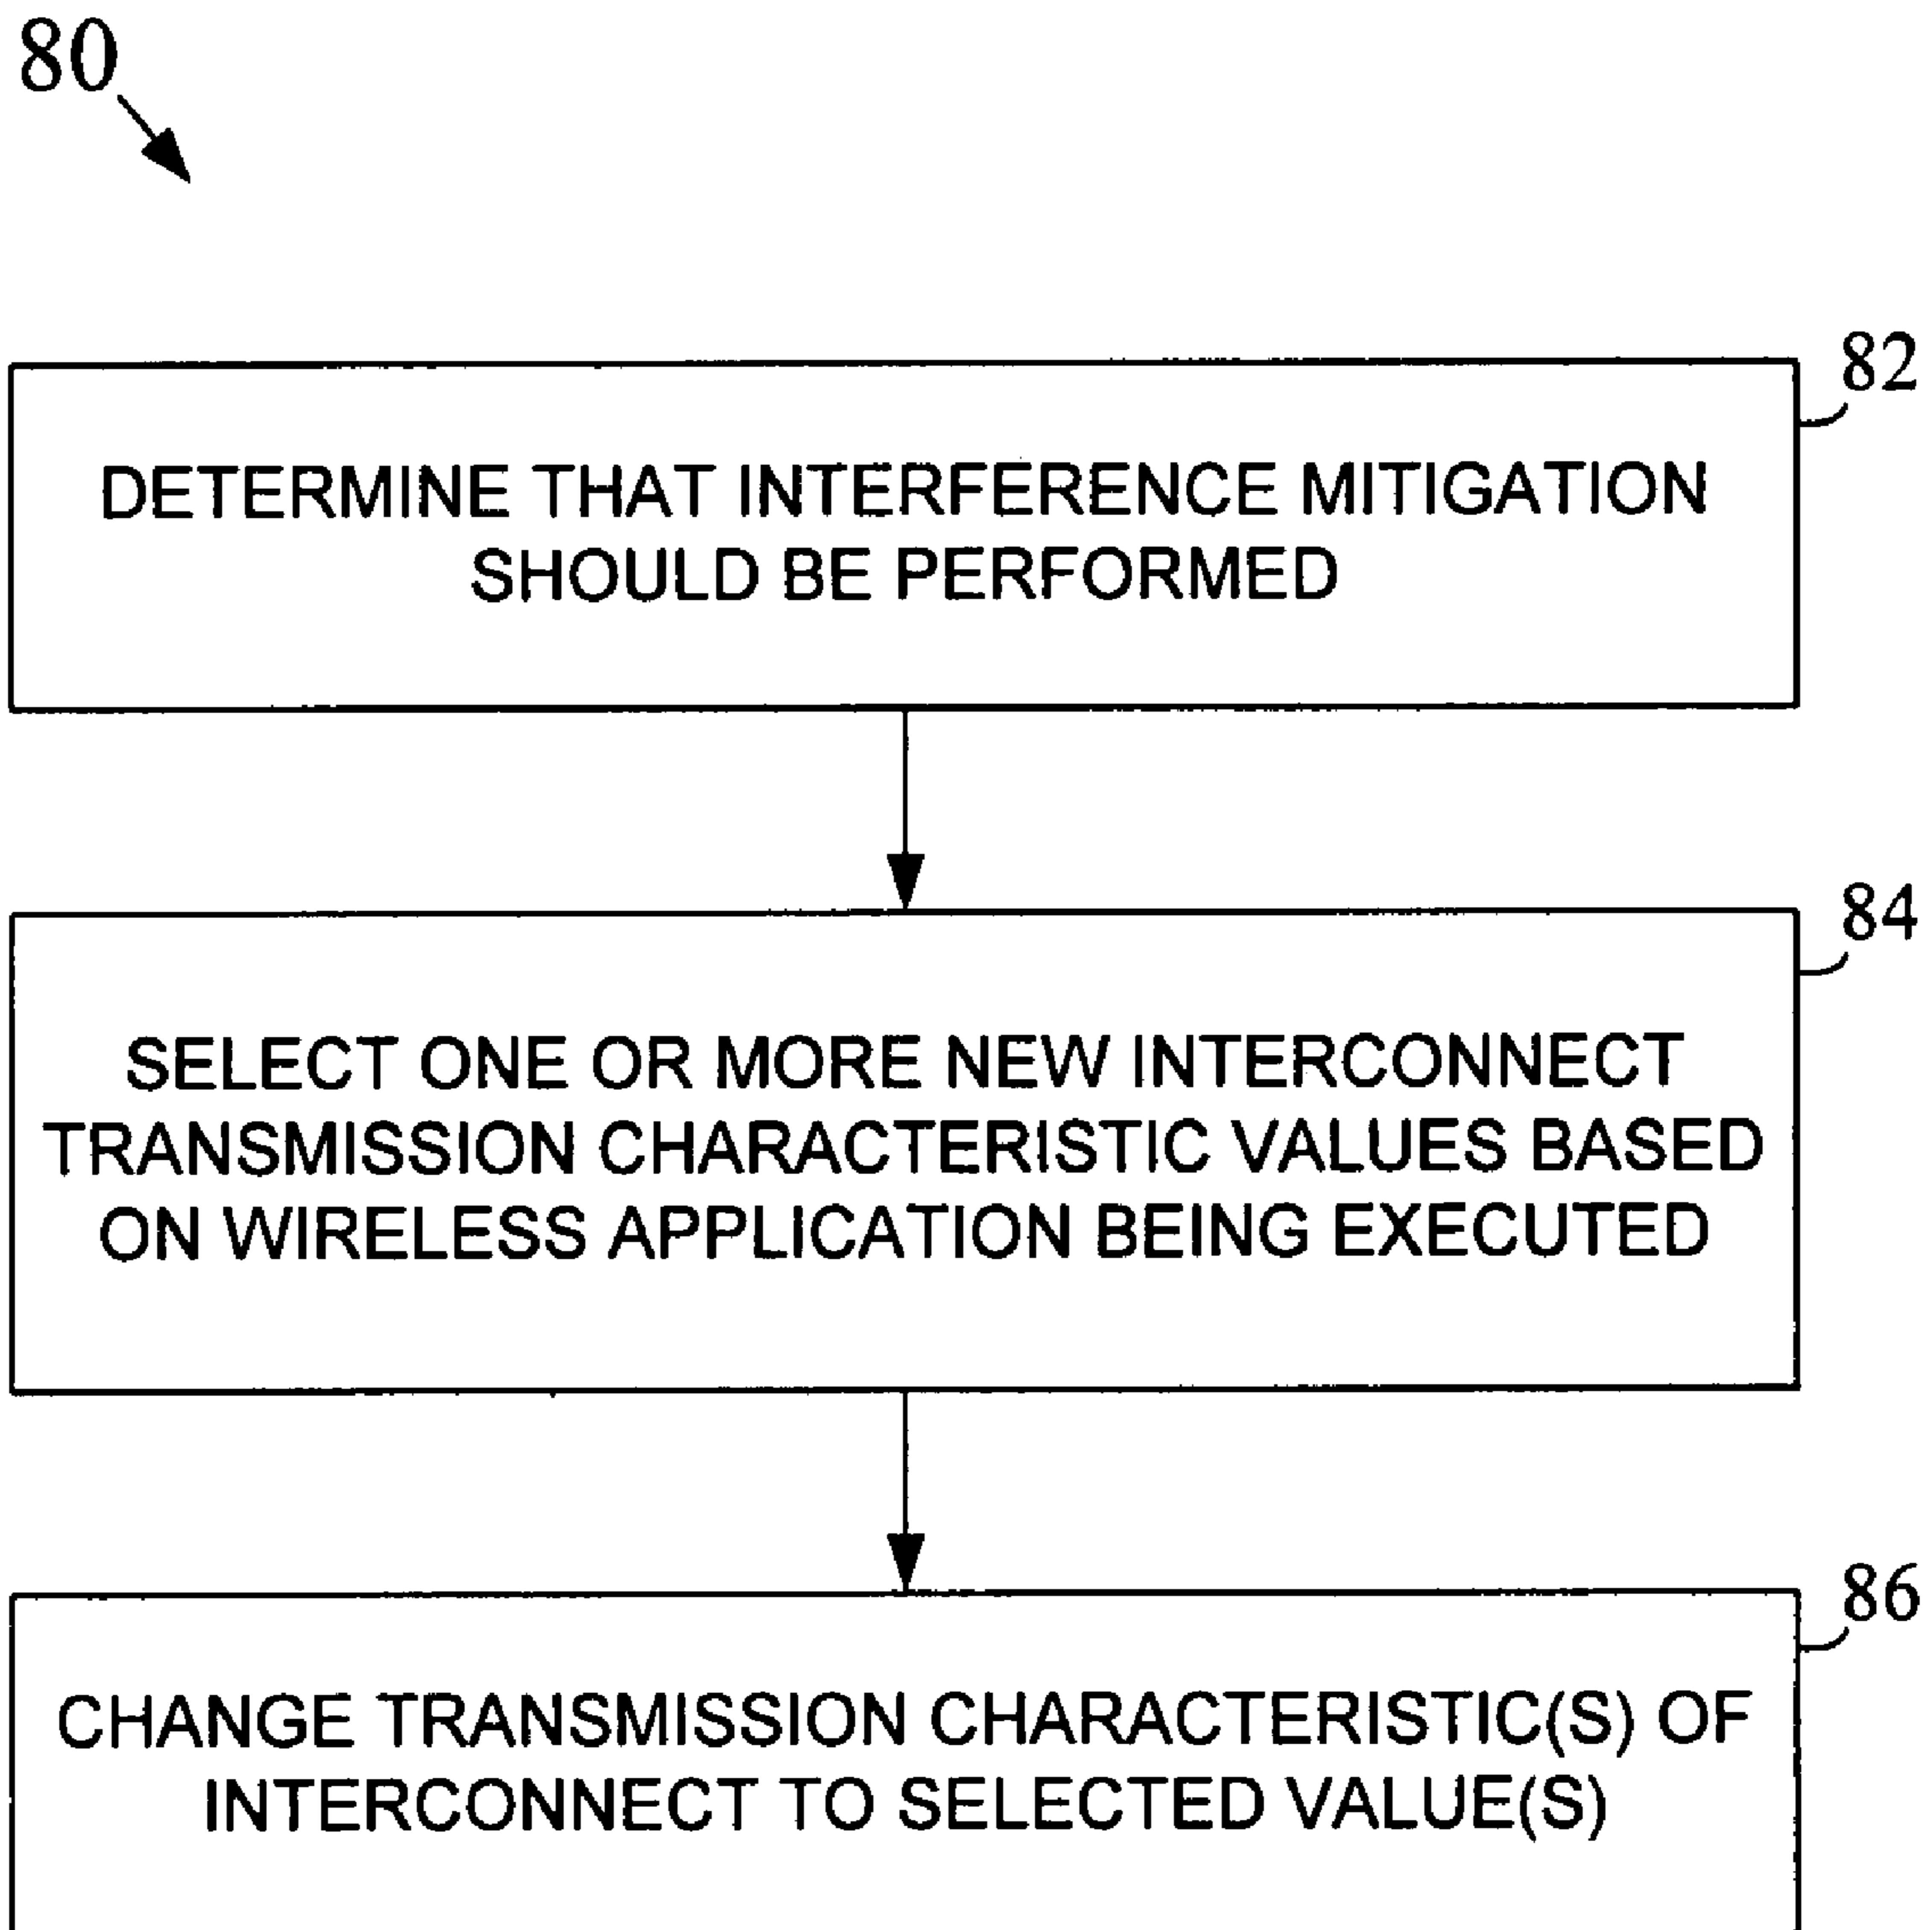 80
82
DETERMINE THAT INTERFERENCE MITIGATION
SHOULD BE PERFORMED
84
SELECT ONE OR MORE NEW INTERCONNECT
TRANSMISSION CHARACTERISTIC VALUES BASED
ON WIRELESS APPLICATION BEING EXECUTED
86
CHANGE TRANSMISSION CHARACTERISTIC(S) OF
INTERCONNECT TO SELECTED VALUE(S)